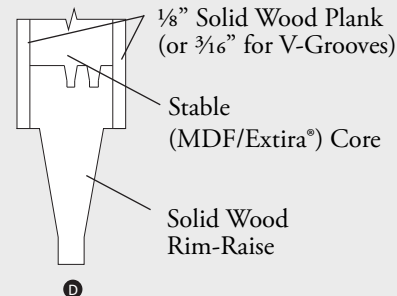 ⅛” Solid Wood Plank
(or 3⁄16” for V-Grooves)
Stable
(MDF/Extira®) Core
Solid Wood
Rim-Raise
D